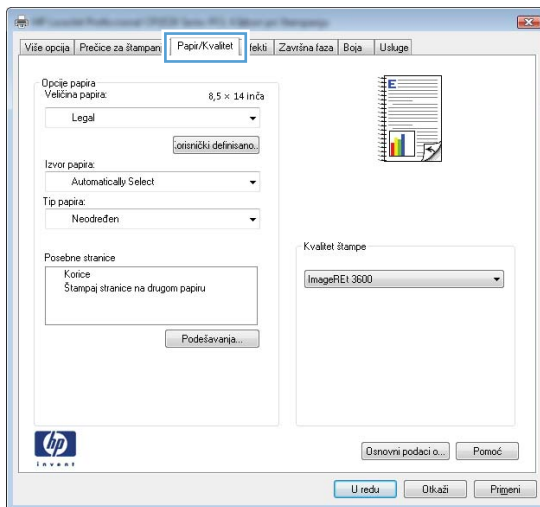 Više opcija
Prečice za štampan
Papir/Kvalitet
fekti
Završna faza
Boja
Usluge
Opcije papira
Veličina papira:
8,5 × 14 inča
Legal
orisnički definisano..
Izvor papira:
Automatically Select
Tip papira:
Neodređen
Posebne stranice
Korice
Štampaj stranice na drugom papiru
Podešavanja...
E
Kvalitet štampe
ImageREt 3600
hp
invent
Osnovni podaci o...
Pomoć
U redu
Otkaži
Primeni